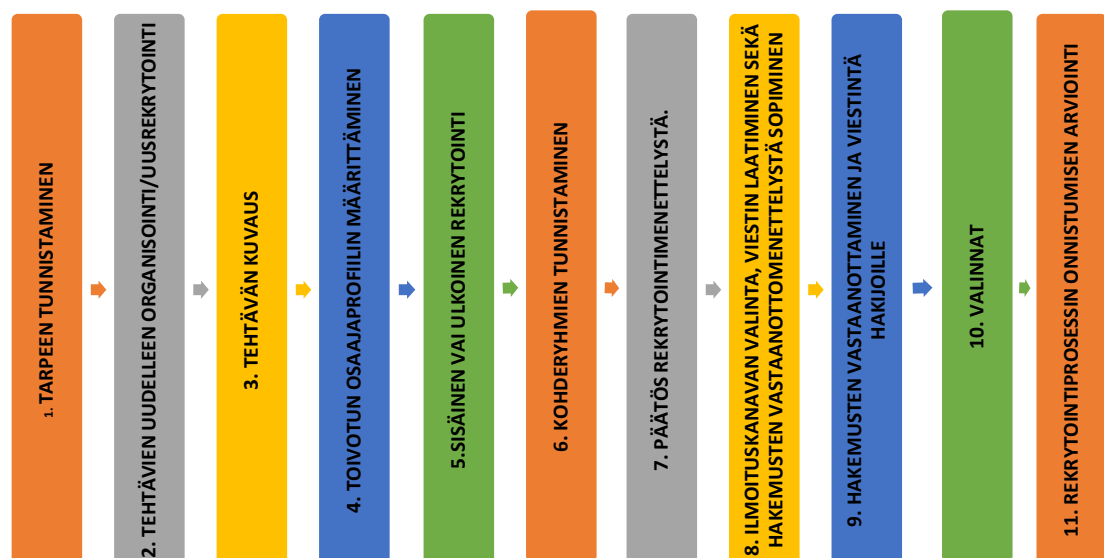 1. TARPEEN TUNNISTAMINEN
2. TEHTÄVIEN UUDELLEEN ORGANISOINTI/UUSREKRYTOINTI
3. TEHTÄVÄN KUVAUS
4. TOIVOTUN OSAAJAPROFIILIN MÄÄRITTÄMINEN
5.SISÄINEN VAI ULKOINEN REKRYTOINTI
6. KOHDERYHMIEN TUNNISTAMINEN
7. PÄÄTÖS REKRYTOINTIMENETTELYSTÄ.
8. ILMOITUSKANAVAN VALINTA, VIESTIN LAATIMINEN SEKÄ
HAKEMUSTEN VASTAANOTTOMENETTELYSTÄ SOPIMINEN
9. HAKEMUSTEN VASTAANOTTAMINEN JA VIESTINTÄ
HAKIJOILLE
10. VALINNAT
11. REKRYTOINTIPROSESSIN ONNISTUMISEN ARVIOINTI